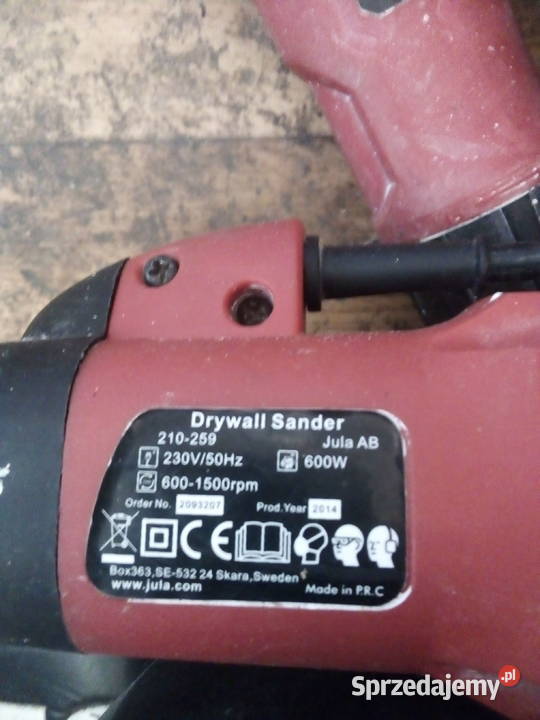 Drywall Sander
210-259 Jula AB
230V/50Hz 600W
600-1500rpm
Order No. 2093207 Prod.Year 2014
CE
Box363,SE-532 24 Skara,Sweden
www.jula.com Made in P.R.C
Sprzedajemy.pl